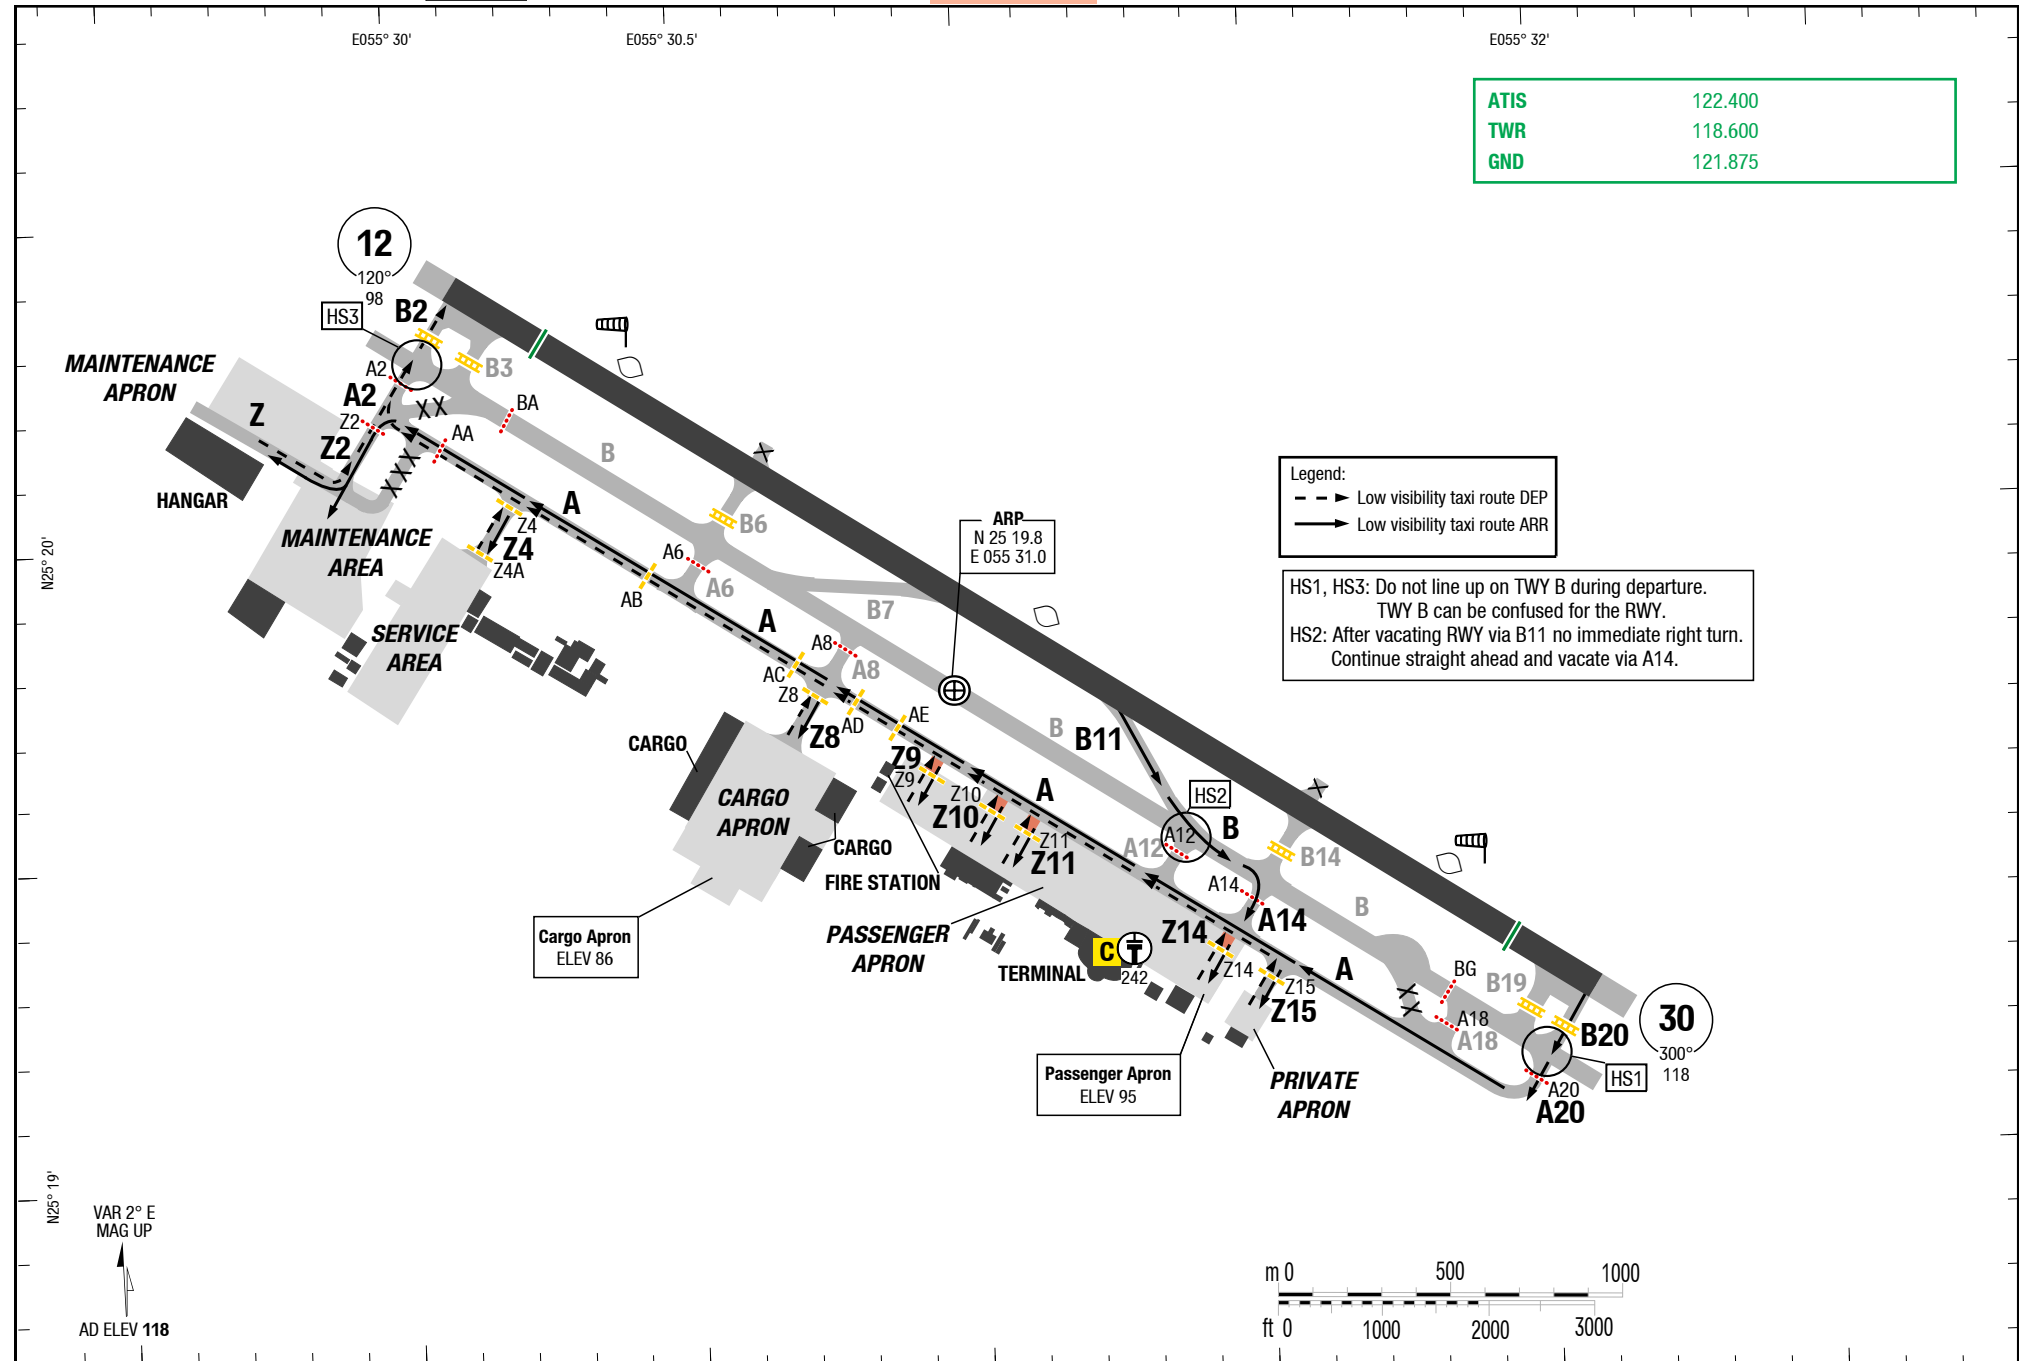 E055° 30'
E055° 30.5'
E055° 32'
ATIS 122.400
TWR 118.600
GND 121.875
12
120°
98
HS3
B2
B3
MAINTENANCE
APRON
A2
A2
XX
BA
Z
Z2
AA
Z2
B
X
XXX
HANGAR
A
Legend:
Low visibility taxi route DEP
Low visibility taxi route ARR
Z4
B6
ARP
N 25 19.8
E 055 31.0
MAINTENANCE
AREA
Z4
Z4A
A6
A6
N25° 20'
AB
B7
HS1, HS3: Do not line up on TWY B during departure.
TWY B can be confused for the RWY.
HS2: After vacating RWY via B11 no immediate right turn.
Continue straight ahead and vacate via A14.
SERVICE
AREA
A
A8
A8
AC
Z8
AD
AE
B
B11
Z8
CARGO
Z9
Z9
Z10
A
HS2
X
CARGO
APRON
Z10
Z11
Z11
A12
A12
B
B14
CARGO
FIRE STATION
A14
A14
B
Cargo Apron
ELEV 86
PASSENGER
APRON
Z14
Z14
C
TERMINAL
242
A
Z15
Z15
BG
B19
XX
A18
A18
B20
30
300°
118
Passenger Apron
ELEV 95
PRIVATE
APRON
HS1
A20
A20
N25° 19'
VAR 2° E
MAG UP
AD ELEV 118
m 0 500 1000
ft 0 1000 2000 3000